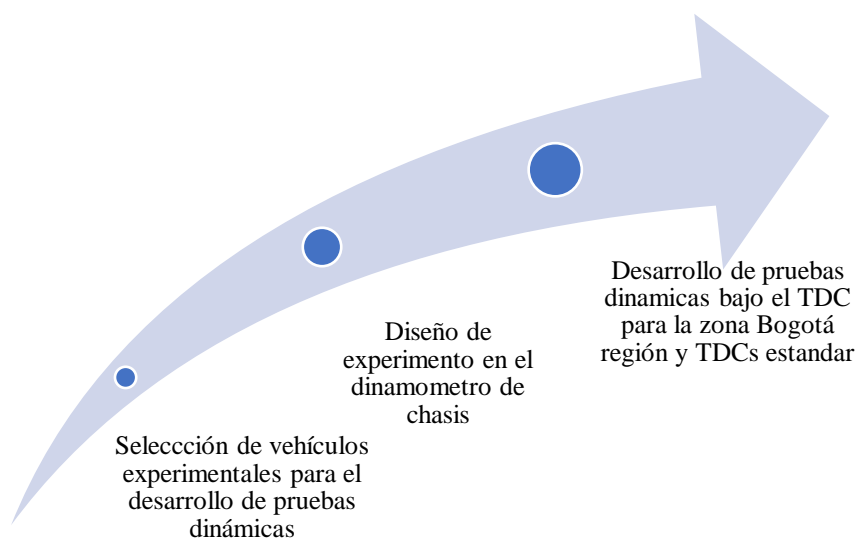 Seleccción de vehículos
experimentales para el
desarrollo de pruebas
dinámicas
Diseño de
experimento en el
dinamometro de
chasis
Desarrollo de pruebas
dinamicas bajo el TDC
para la zona Bogotá
región y TDCs estandar